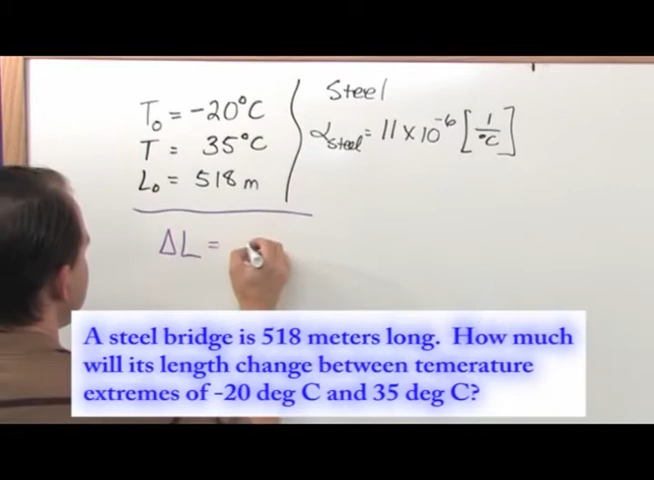 T₀ = -20°C
T = 35°C
L₀ = 518 m
Steel
α_steel = 11 × 10⁻⁶ [1/°C]
ΔL =
A steel bridge is 518 meters long. How much
will its length change between temerature
extremes of -20 deg C and 35 deg C?